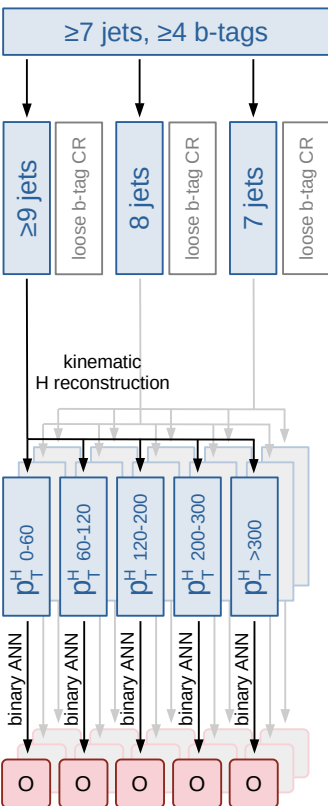 ≥7 jets, ≥4 b-tags
≥9 jets
loose b-tag CR
8 jets
loose b-tag CR
7 jets
loose b-tag CR
kinematic
H reconstruction
p_T^H 0-60
p_T^H 60-120
p_T^H 120-200
p_T^H 200-300
p_T^H >300
binary ANN
binary ANN
binary ANN
binary ANN
binary ANN
O
O
O
O
O